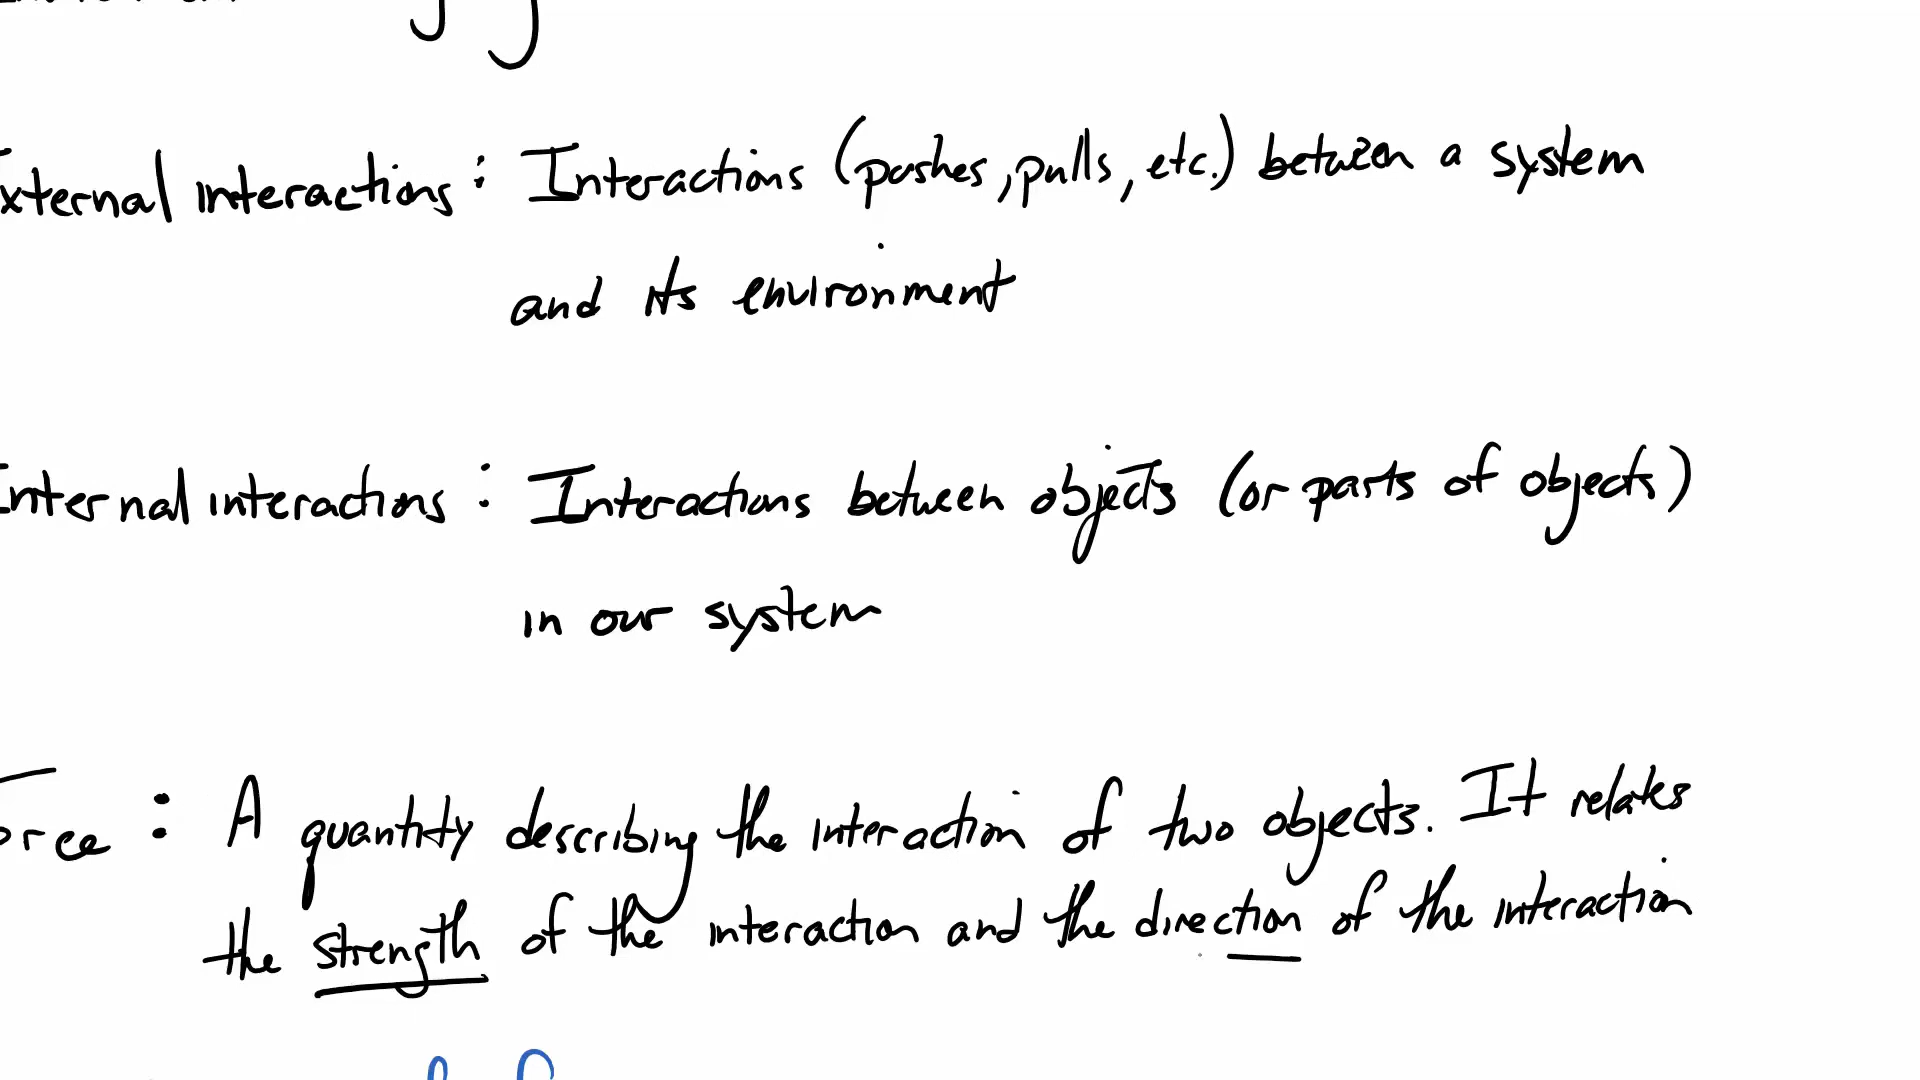 xternal interactions: Interactions (pushes, pulls, etc.) between a system
and its environment
Internal interactions: Interactions between objects (or parts of objects)
in our system
orce: A quantity describing the interaction of two objects. It relates
the strength of the interaction and the direction of the interaction